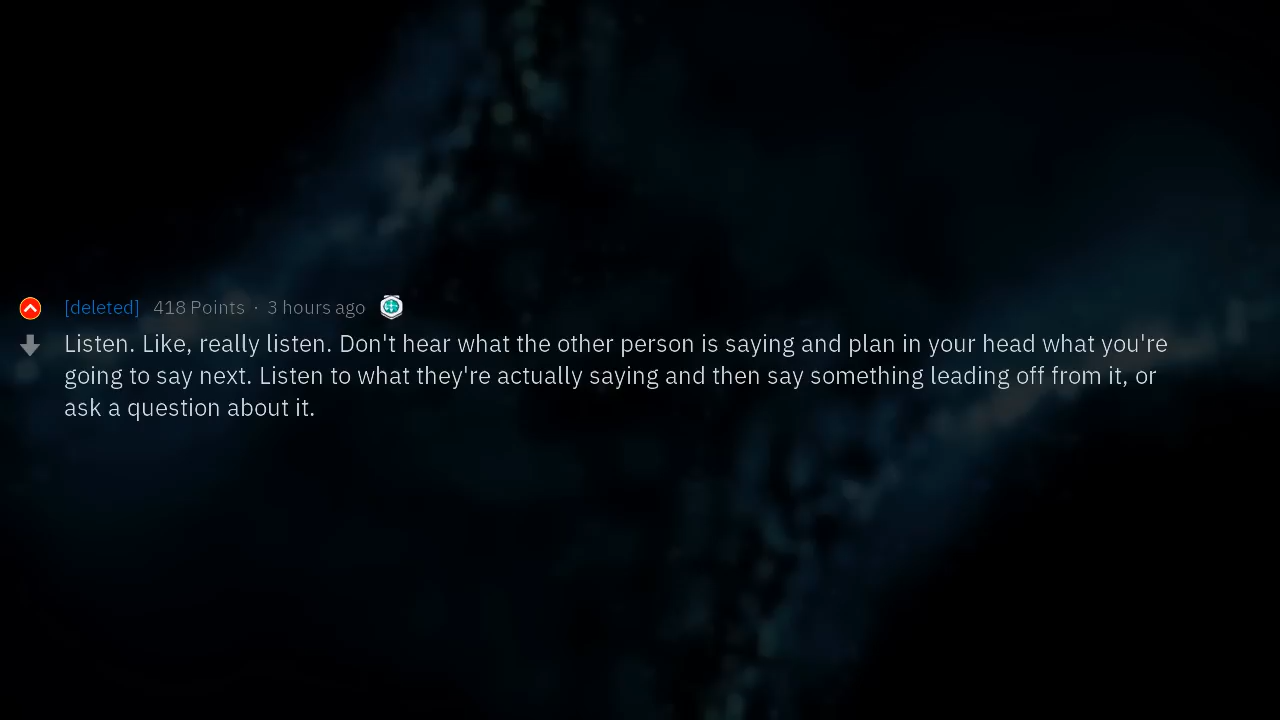 [deleted] 418 Points · 3 hours ago
Listen. Like, really listen. Don't hear what the other person is saying and plan in your head what you're
going to say next. Listen to what they're actually saying and then say something leading off from it, or
ask a question about it.